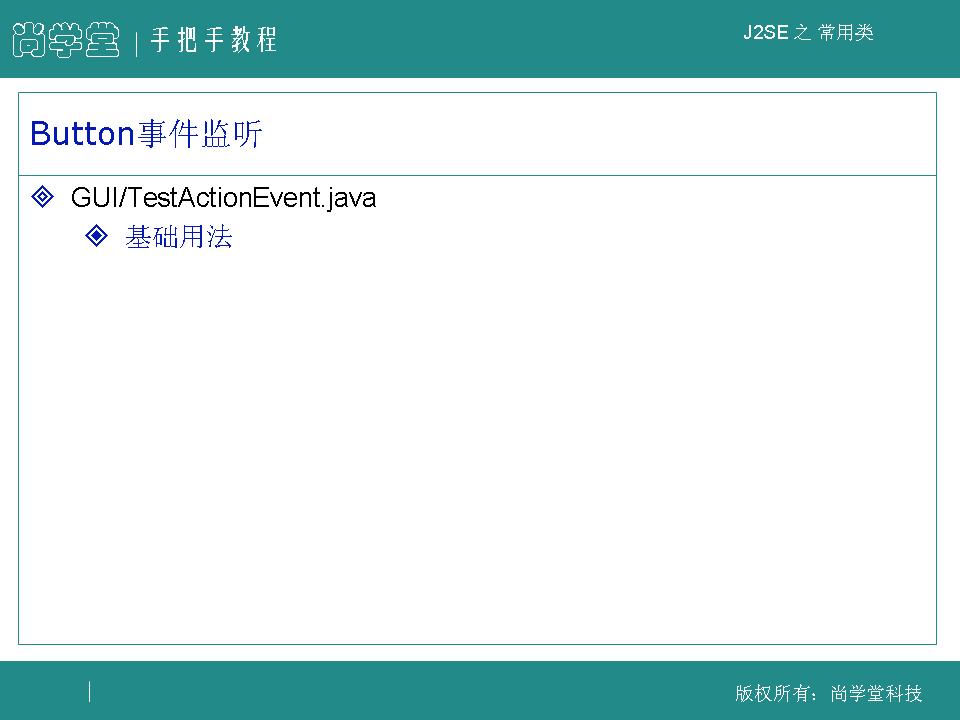 尚学堂 | 手把手教程
J2SE 之 常用类
Button事件监听
GUI/TestActionEvent.java
基础用法
版权所有：尚学堂科技